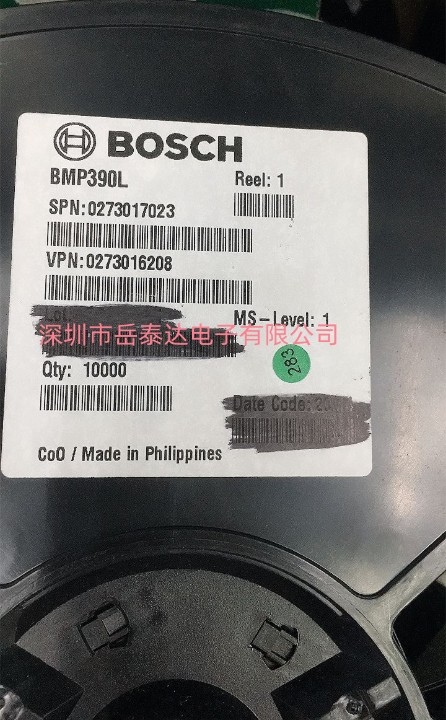 BOSCH
BMP390L Reel: 1
SPN:0273017023
VPN:0273016208
Lot:
MS-Level: 1
深圳市岳泰达电子有限公司
283
Qty: 10000
Date Code:
CoO / Made in Philippines